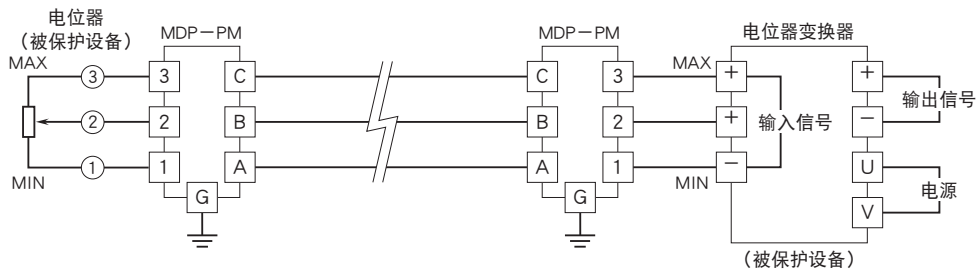 电位器
（被保护设备）
MDP－PM
MDP－PM
电位器变换器
MAX
③
3
C
C
3
MAX
+
+
②
2
B
B
2
+
输入信号
−
输出信号
①
1
A
A
1
−
U
MIN
MIN
电源
G
G
V
（被保护设备）